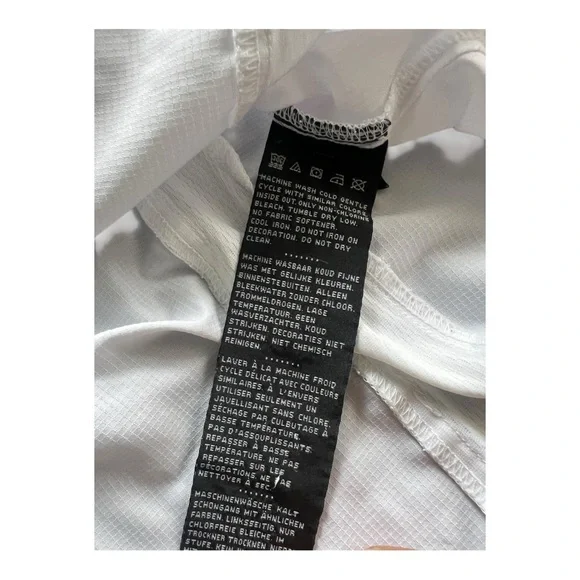 MACHINE WASH COLD GENTLE
CYCLE WITH SIMILAR COLORS.
INSIDE OUT. ONLY NON-CHLORINE
BLEACH. TUMBLE DRY LOW.
NO FABRIC SOFTENER.
COOL IRON. DO NOT IRON ON
DECORATION. DO NOT DRY
CLEAN.
MACHINE WASBAAR KOUD FIJNE
WAS MET GELIJKE KLEUREN.
BINNENSTEBUITEN. ALLEEN
BLEEKWATER ZONDER CHLOOR.
TROMMELDROGEN. LAGE
TEMPERATUUR. GEEN
WASVERZACHTER. KOUD
STRIJKEN. DECORATIES NIET
STRIJKEN. NIET CHEMISCH
REINIGEN.
LAVER À LA MACHINE FROID
CYCLE DÉLICAT AVEC COULEURS
SIMILAIRES. À L'ENVERS
UTILISER SEULEMENT UN
JAVELLISANT SANS CHLORE.
SÉCHAGE PAR CULBUTAGE À
BASSE TEMPÉRATURE.
PAS D'ASSOUPLISSANTS.
REPASSER À BASSE
TEMPÉRATURE NE PAS
REPASSER SUR LES
DÉCORATIONS. NE PAS
NETTOYER À SEC.
MASCHINENWÄSCHE KALT
SCHONGANG MIT ÄHNLICHEN
FARBEN. LINKSSEITIG. NUR
CHLORFREIE BLEICHE. IM
TROCKNER TROCKNEN NIEDR
STUFE. KEIN